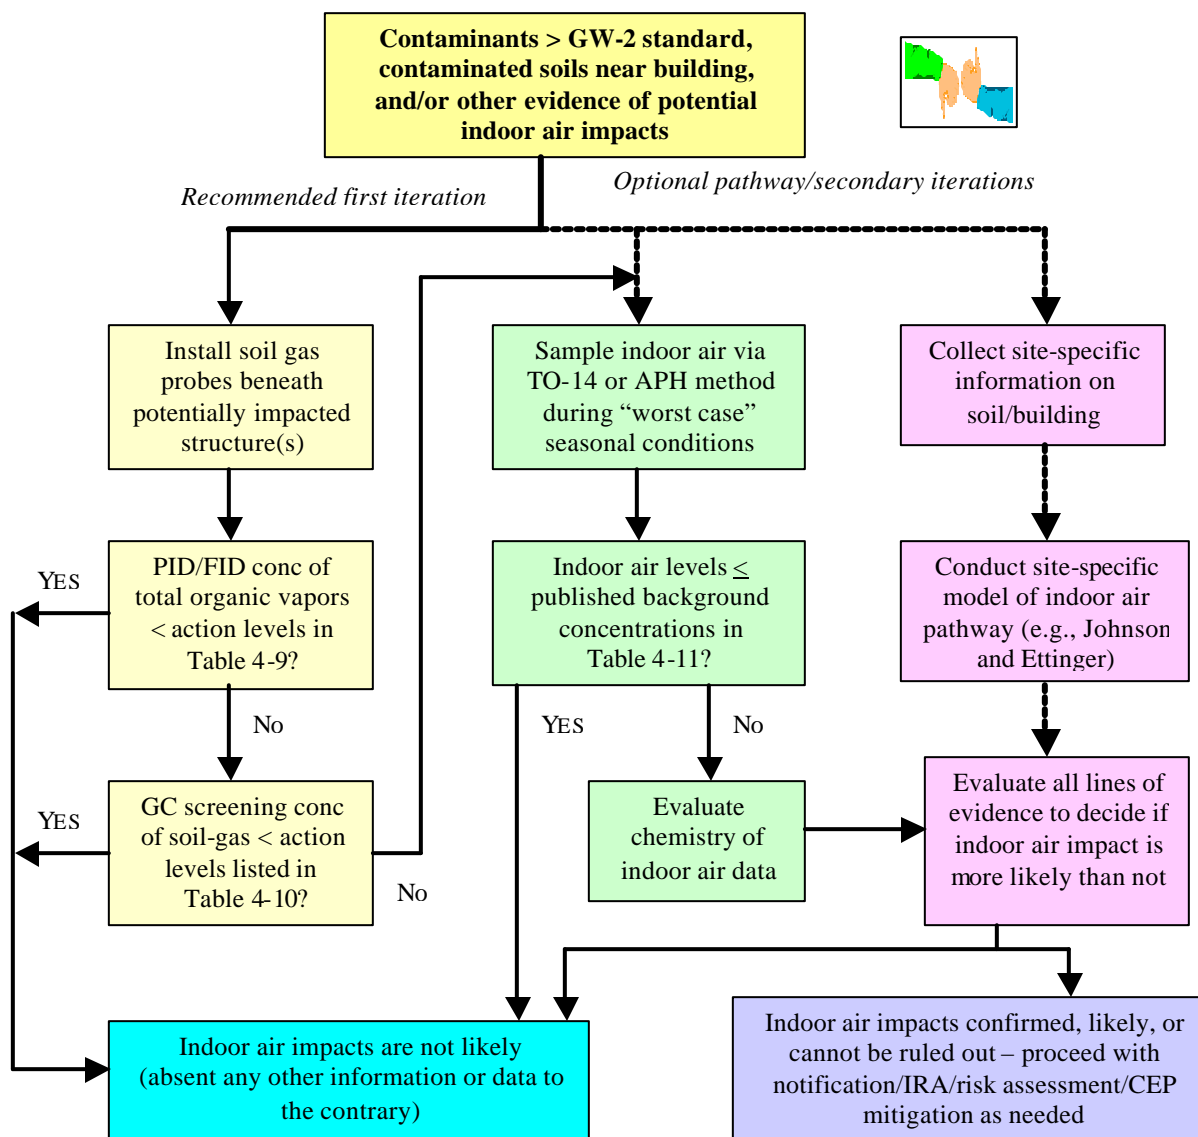 Contaminants > GW-2 standard,
contaminated soils near building,
and/or other evidence of potential
indoor air impacts
Recommended first iteration
Optional pathway/secondary iterations
Install soil gas
probes beneath
potentially impacted
structure(s)
Sample indoor air via
TO-14 or APH method
during “worst case”
seasonal conditions
Collect site-specific
information on
soil/building
YES
PID/FID conc of
total organic vapors
< action levels in
Table 4-9?
Indoor air levels <
published background
concentrations in
Table 4-11?
Conduct site-specific
model of indoor air
pathway (e.g., Johnson
and Ettinger)
No
YES
No
YES
GC screening conc
of soil-gas < action
levels listed in
Table 4-10?
No
Evaluate
chemistry of
indoor air data
Evaluate all lines of
evidence to decide if
indoor air impact is
more likely than not
Indoor air impacts are not likely
(absent any other information or data to
the contrary)
Indoor air impacts confirmed, likely, or
cannot be ruled out – proceed with
notification/IRA/risk assessment/CEP
mitigation as needed